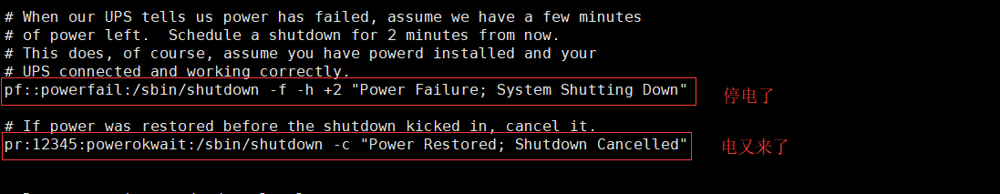 # When our UPS tells us power has failed, assume we have a few minutes
# of power left.  Schedule a shutdown for 2 minutes from now.
# This does, of course, assume you have powerd installed and your
# UPS connected and working correctly.
pf::powerfail:/sbin/shutdown -f -h +2 "Power Failure; System Shutting Down"
停电了
# If power was restored before the shutdown kicked in, cancel it.
pr:12345:powerokwait:/sbin/shutdown -c "Power Restored; Shutdown Cancelled"
电又来了